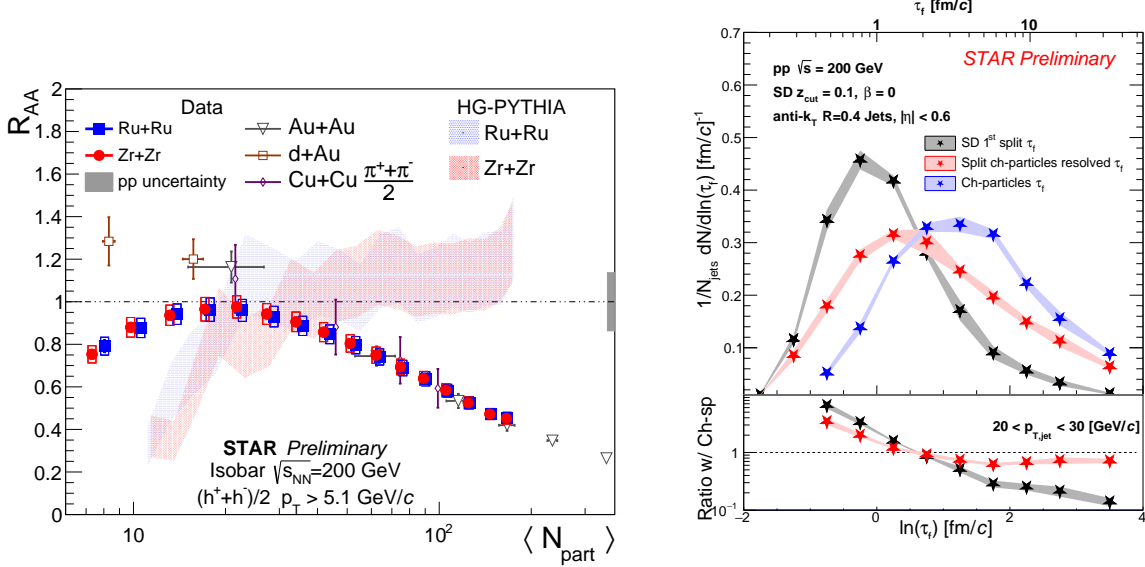 R_AA
2
1.8
1.6
1.4
1.2
1
0.8
0.6
0.4
0.2
0
Data
HG-PYTHIA
Ru+Ru
Zr+Zr
pp uncertainty
Au+Au
d+Au
Cu+Cu (π⁺+π⁻)/2
Ru+Ru
Zr+Zr
STAR Preliminary
Isobar √s_NN=200 GeV
(h⁺+h⁻)/2 p_T > 5.1 GeV/c
10
10²
⟨ N_part ⟩
τ_f [fm/c]
1
10
STAR Preliminary
pp √s = 200 GeV
SD z_cut = 0.1, β = 0
anti-k_T R=0.4 Jets, |η| < 0.6
SD 1ˢᵗ split τ_f
Split ch-particles resolved τ_f
Ch-particles τ_f
1/N_jets dN/dln(τ_f) [fm/c]⁻¹
0.7
0.6
0.5
0.4
0.3
0.2
0.1
20 < p_T,jet < 30 [GeV/c]
Ratio w/ Ch-sp
1
10⁻¹
−2
0
2
4
ln(τ_f) [fm/c]